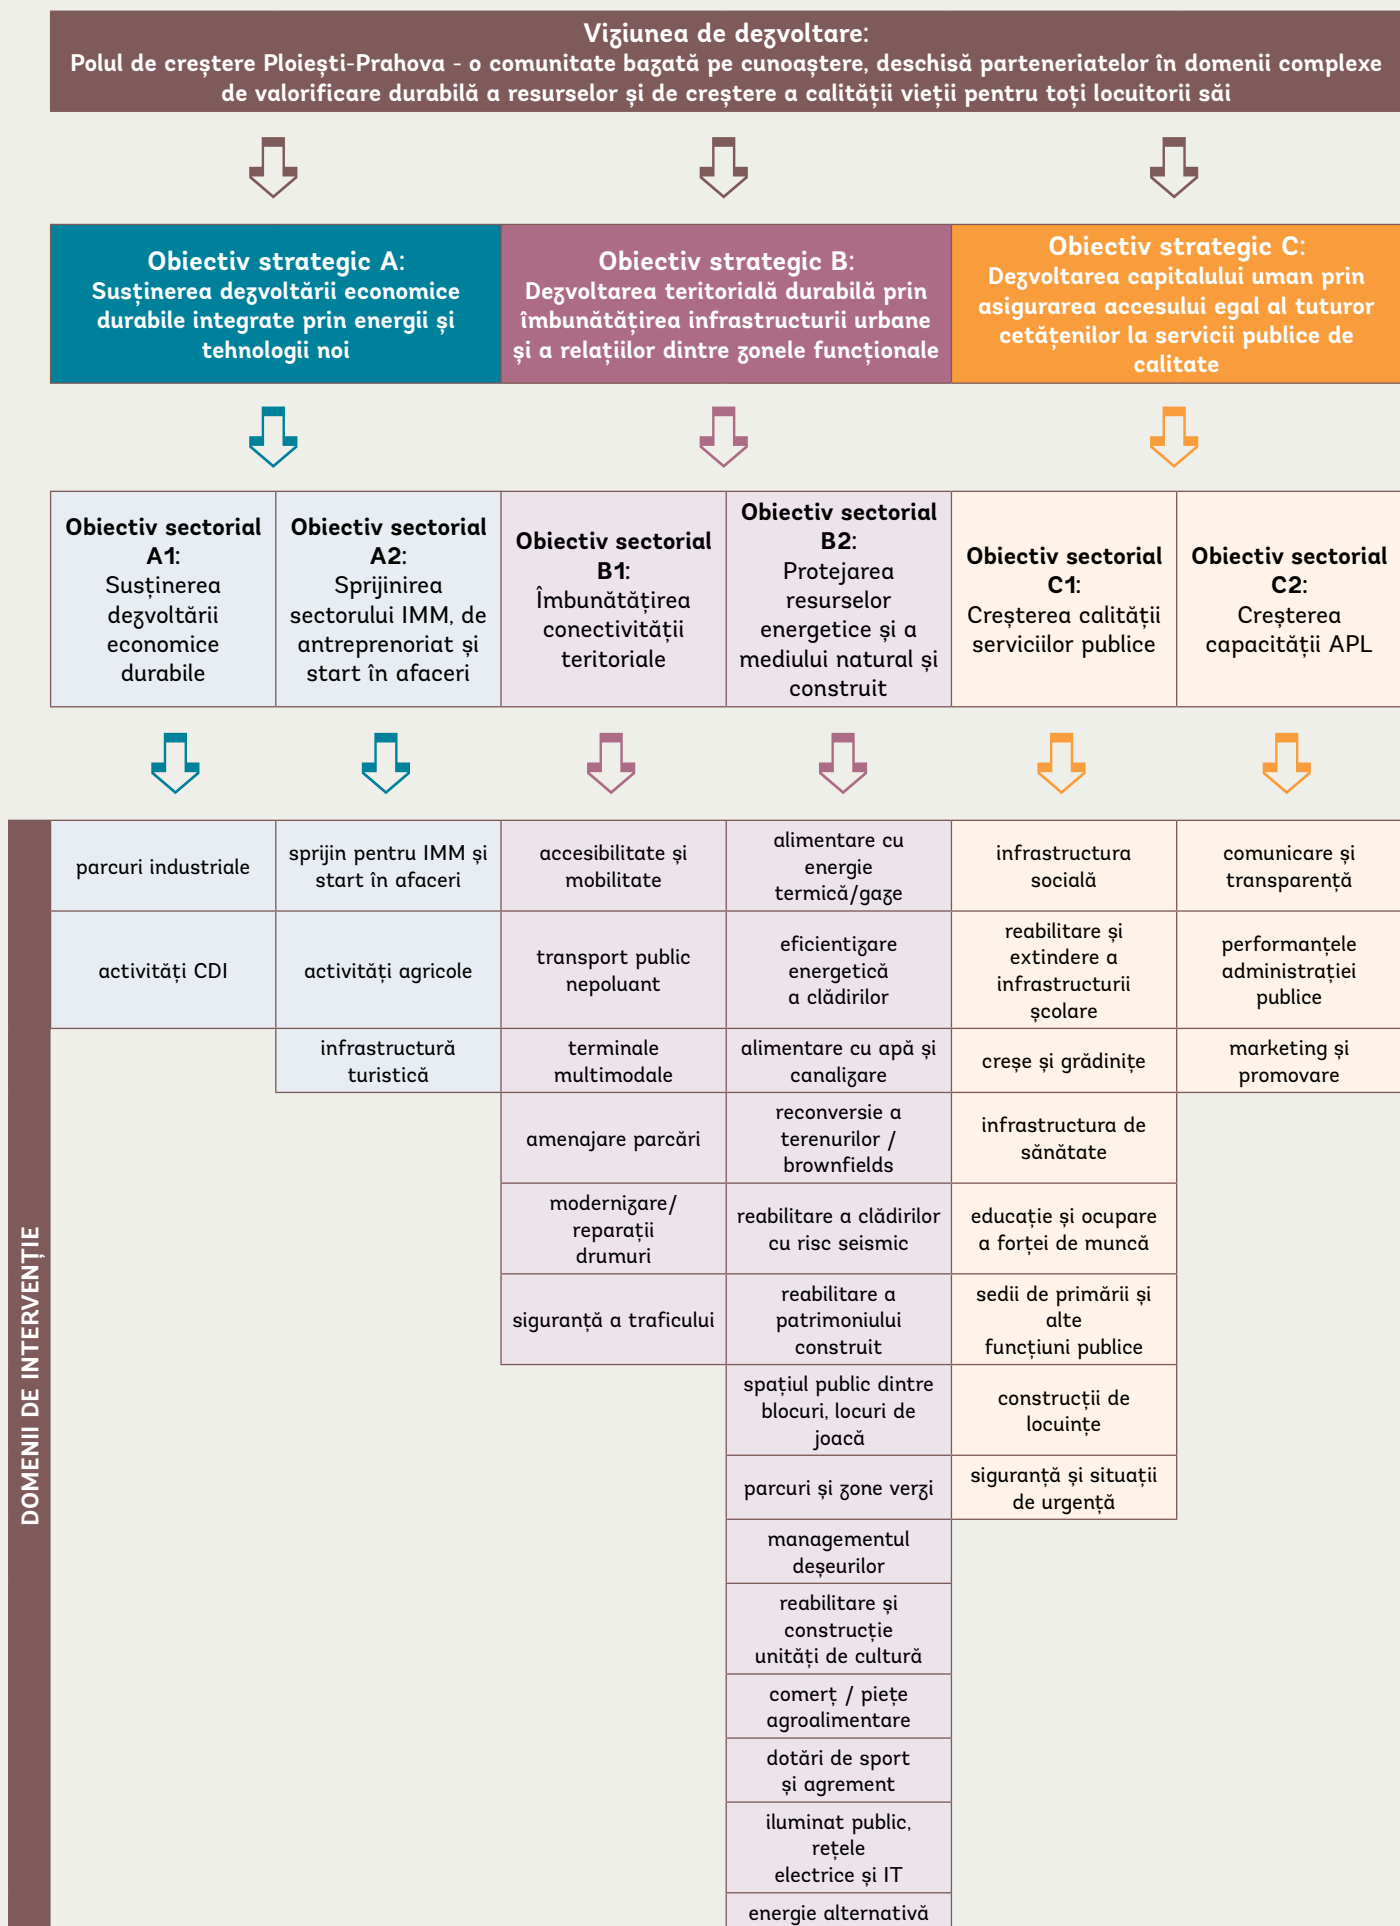 Viziunea de dezvoltare:
Polul de creștere Ploiești-Prahova - o comunitate bazată pe cunoaștere, deschisă parteneriatelor în domenii complexe
de valorificare durabilă a resurselor și de creștere a calității vieții pentru toți locuitorii săi
Obiectiv strategic A:
Susținerea dezvoltării economice
durabile integrate prin energii și
tehnologii noi
Obiectiv strategic B:
Dezvoltarea teritorială durabilă prin
îmbunătățirea infrastructurii urbane
și a relațiilor dintre zonele funcționale
Obiectiv strategic C:
Dezvoltarea capitalului uman prin
asigurarea accesului egal al tuturor
cetățenilor la servicii publice de
calitate
Obiectiv sectorial
A1:
Susținerea
dezvoltării
economice
durabile
Obiectiv sectorial
A2:
Sprijinirea
sectorului IMM, de
antreprenoriat și
start în afaceri
Obiectiv sectorial
B1:
Îmbunătățirea
conectivității
teritoriale
Obiectiv sectorial
B2:
Protejarea
resurselor
energetice și a
mediului natural și
construit
Obiectiv sectorial
C1:
Creșterea calității
serviciilor publice
Obiectiv sectorial
C2:
Creșterea
capacității APL
DOMENII DE INTERVENȚIE
parcuri industriale
sprijin pentru IMM și
start în afaceri
accesibilitate și
mobilitate
alimentare cu
energie
termică/gaze
infrastructura
socială
comunicare și
transparență
activități CDI
activități agricole
transport public
nepoluant
eficientizare
energetică
a clădirilor
reabilitare și
extindere a
infrastructurii
școlare
performanțele
administrației
publice
infrastructură
turistică
terminale
multimodale
alimentare cu apă și
canalizare
creșe și grădinițe
marketing și
promovare
amenajare parcări
reconversie a
terenurilor /
brownfields
infrastructura de
sănătate
modernizare/
reparații
drumuri
reabilitare a clădirilor
cu risc seismic
educație și ocupare
a forței de muncă
siguranță a traficului
reabilitare a
patrimoniului
construit
sedii de primării și
alte
funcțiuni publice
spațiul public dintre
blocuri, locuri de
joacă
construcții de
locuințe
parcuri și zone verzi
siguranță și situații
de urgență
managementul
deșeurilor
reabilitare și
construcție
unități de cultură
comerț / piețe
agroalimentare
dotări de sport
și agrement
iluminat public,
rețele
electrice și IT
energie alternativă